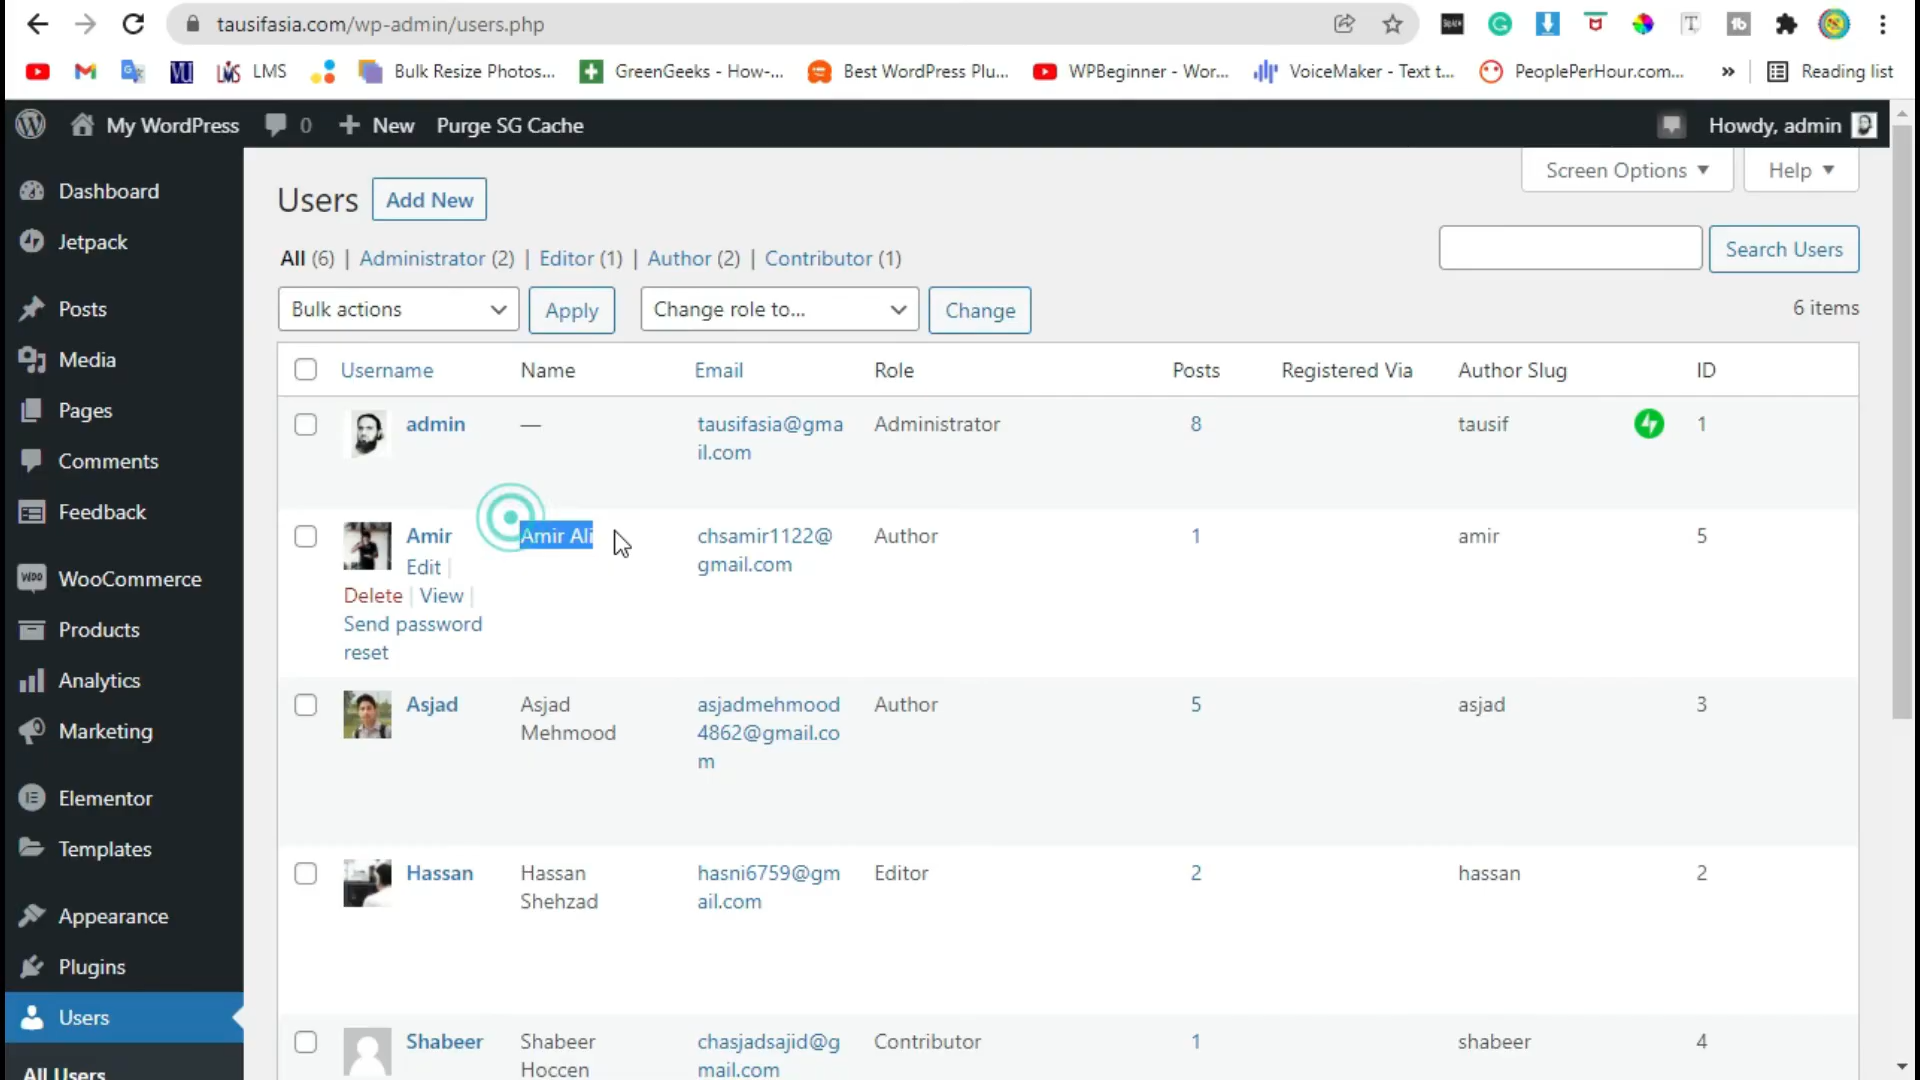 tausifasia.com/wp-admin/users.php
LMS Bulk Resize Photos... GreenGeeks - How-... Best WordPress Plu... WPBeginner - Wor... VoiceMaker - Text t... PeoplePerHour.com... » Reading list
My WordPress 0 + New Purge SG Cache Howdy, admin
Screen Options Help
Dashboard
Jetpack
Posts
Media
Pages
Comments
Feedback
WooCommerce
Products
Analytics
Marketing
Elementor
Templates
Appearance
Plugins
Users
All Users
Users Add New
All (6) | Administrator (2) | Editor (1) | Author (2) | Contributor (1)
Search Users
Bulk actions Apply Change role to... Change 6 items
Username Name Email Role Posts Registered Via Author Slug ID
admin — tausifasia@gma Administrator 8 tausif 1
il.com
Amir Amir Ali chsamir1122@ Author 1 amir 5
Edit | gmail.com
Delete | View |
Send password
reset
Asjad Asjad asjadmehmood Author 5 asjad 3
Mehmood 4862@gmail.co
m
Hassan Hassan hasni6759@gm Editor 2 hassan 2
Shehzad ail.com
Shabeer Shabeer chasjadsajid@g Contributor 1 shabeer 4
Hoccen mail.com